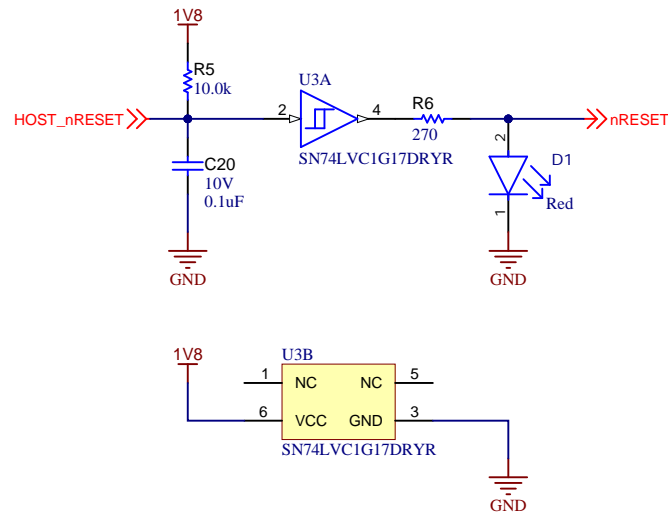 1V8
R5
10.0k
HOST_nRESET
C20
10V
0.1uF
GND
U3A
2
4
SN74LVC1G17DRYR
R6
270
nRESET
2
D1
Red
1
GND
1V8
U3B
1
NC
NC
5
6
VCC
GND
3
SN74LVC1G17DRYR
GND